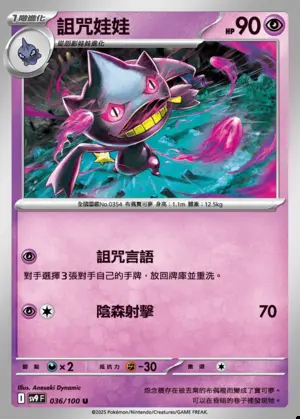 1階進化
詛咒娃娃
HP 90
從怨影娃娃進化
全國圖鑑No.0354 布偶寶可夢 身高：1.1m 體重：12.5kg
詛咒言語
對手選擇3張對手自己的手牌，放回牌庫並重洗。
陰森射擊 70
弱點 ×2 抵抗力 -30 撤退
Illus. Anesaki Dynamic
I SV9 F 036/100 U
©2025 Pokémon/Nintendo/Creatures/GAME FREAK.